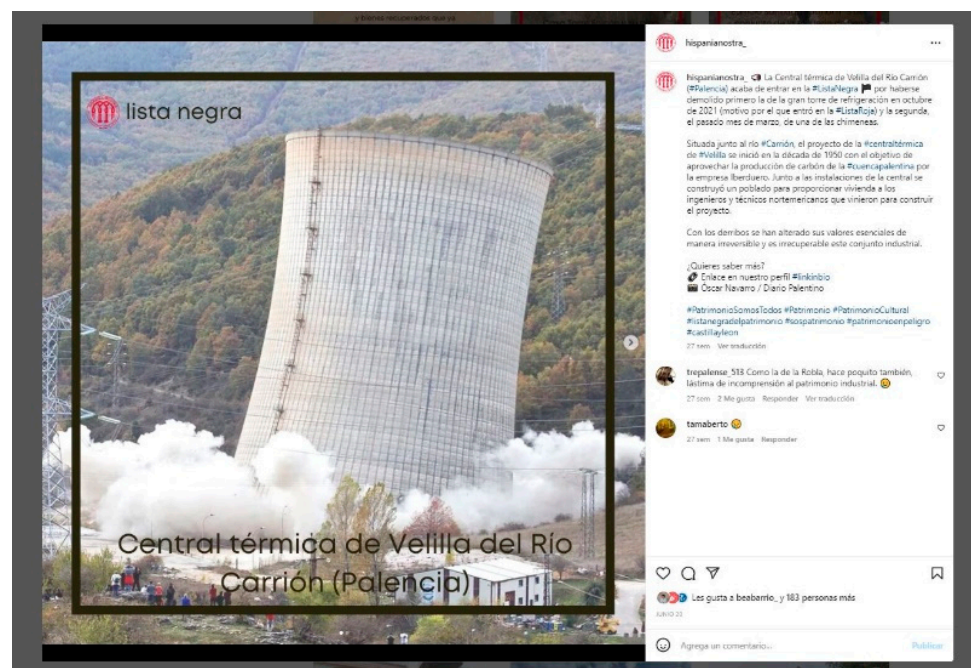 y bienes recuperados que ya
lista negra
Central térmica de Velilla del Río
Carrión (Palencia)
hispanianostra_
hispanianostra_ La Central térmica de Velilla del Río Carrión
(#Palencia) acaba de entrar en la #ListaNegra por haberse
demolido primero la de la gran torre de refrigeración en octubre
de 2021 (motivo por el que entró en la #ListaRoja) y la segunda,
el pasado mes de marzo, de una de las chimeneas.
Situada junto al río #Carrión, el proyecto de la #centraltérmica
de #Velilla se inició en la década de 1950 con el objetivo de
aprovechar la producción de carbón de la #cuencapalentina por
la empresa Iberduero. Junto a las instalaciones de la central se
construyó un poblado para proporcionar vivienda a los
ingenieros y técnicos nortemericanos que vinieron para construir
el proyecto.
Con los derribos se han alterado sus valores esenciales de
manera irreversible y es irrecuperable este conjunto industrial.
¿Quieres saber más?
Enlace en nuestro perfil #linkinbio
Óscar Navarro / Diario Palentino
#PatrimonioSomosTodos #Patrimonio #PatrimonioCultural
#listanegradelpatrimonio #sospatrimonio #patrimonioenpeligro
#castillayleon
27 sem Ver traducción
trepalense_513 Como la de la Robla, hace poquito también,
lástima de incomprensión al patrimonio industrial.
27 sem 2 Me gusta Responder Ver traducción
tamaberto
27 sem 1 Me gusta Responder
Les gusta a beabarrio_ y 183 personas más
JUNIO 23
Agrega un comentario...
Publicar